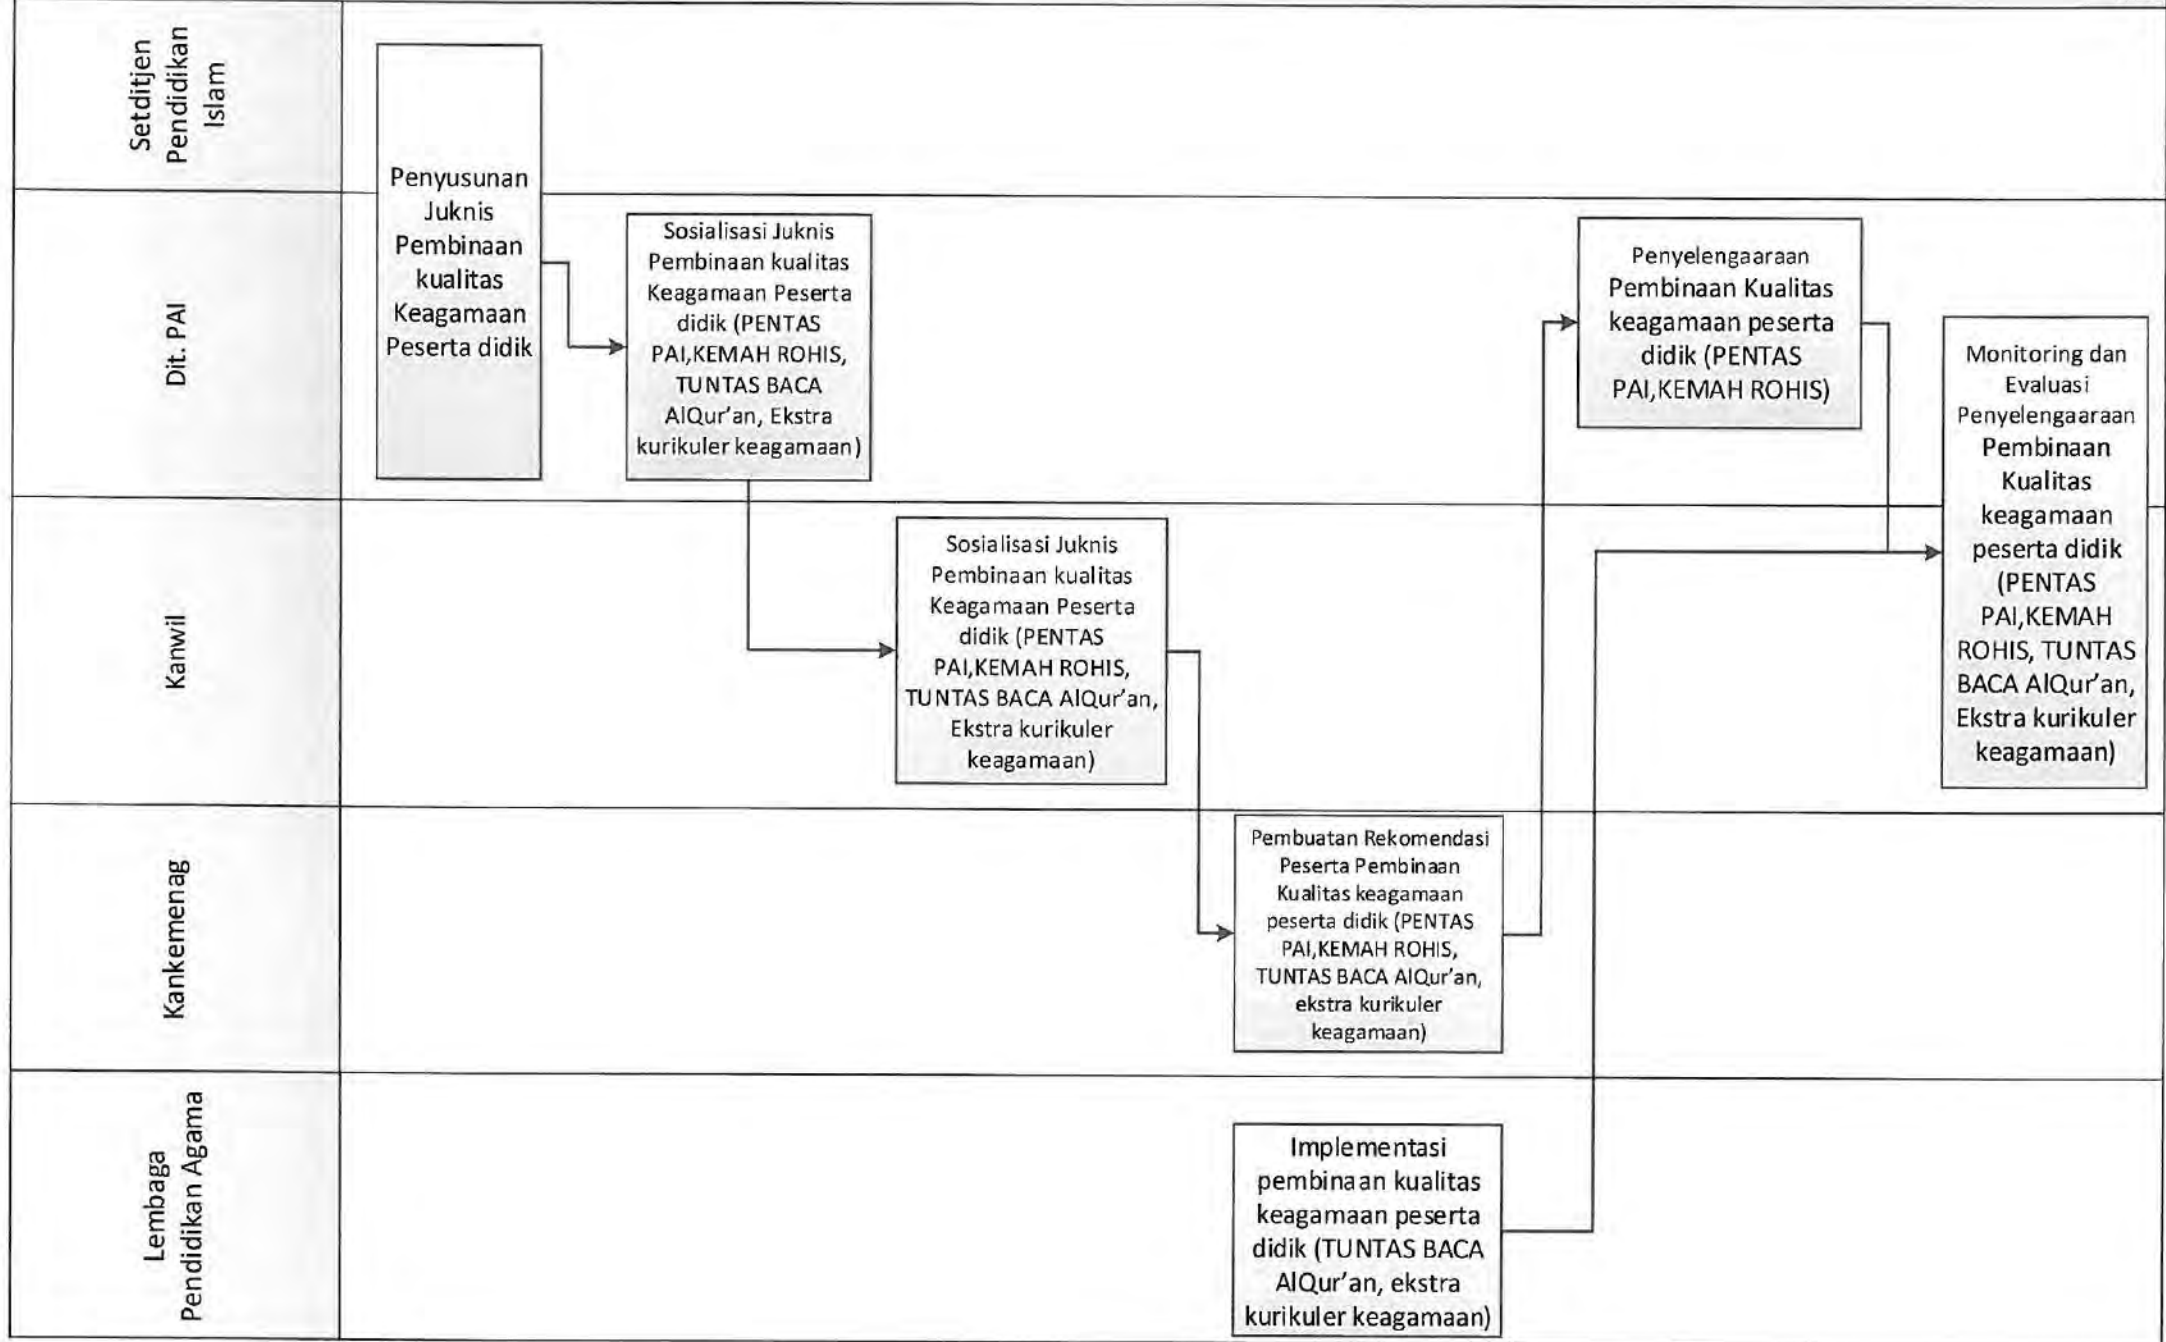 Setditjen
Pendidikan
Islam
Penyusunan
Juknis
Pembinaan
kualitas
Keagamaan
Peserta didik
Dit. PAI
Sosialisasi Juknis
Pembinaan kualitas
Keagamaan Peserta
didik (PENTAS
PAI,KEMAH ROHIS,
TUNTAS BACA
AlQur'an, Ekstra
kurikuler keagamaan)
Penyelengaaraan
Pembinaan Kualitas
keagamaan peserta
didik (PENTAS
PAI,KEMAH ROHIS)
Monitoring dan
Evaluasi
Penyelengaaraan
Pembinaan
Kualitas
keagamaan
peserta didik
(PENTAS
PAI,KEMAH
ROHIS, TUNTAS
BACA AlQur'an,
Ekstra kurikuler
keagamaan)
Kanwil
Sosialisasi Juknis
Pembinaan kualitas
Keagamaan Peserta
didik (PENTAS
PAI,KEMAH ROHIS,
TUNTAS BACA AlQur'an,
Ekstra kurikuler
keagamaan)
Kankemenag
Pembuatan Rekomendasi
Peserta Pembinaan
Kualitas keagamaan
peserta didik (PENTAS
PAI,KEMAH ROHIS,
TUNTAS BACA AlQur'an,
ekstra kurikuler
keagamaan)
Lembaga
Pendidikan Agama
Implementasi
pembinaan kualitas
keagamaan peserta
didik (TUNTAS BACA
AlQur'an, ekstra
kurikuler keagamaan)